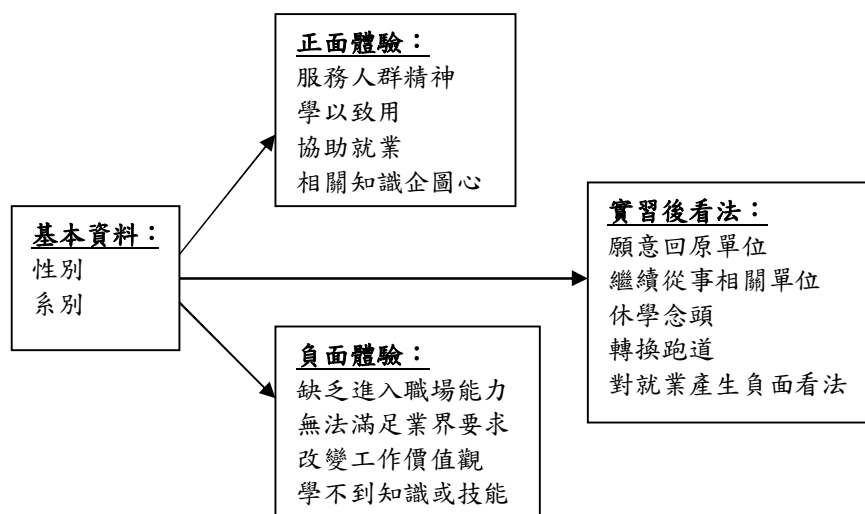 正面體驗：
服務人群精神
學以致用
協助就業
相關知識企圖心
基本資料：
性別
系別
負面體驗：
缺乏進入職場能力
無法滿足業界要求
改變工作價值觀
學不到知識或技能
實習後看法：
願意回原單位
繼續從事相關單位
休學念頭
轉換跑道
對就業產生負面看法